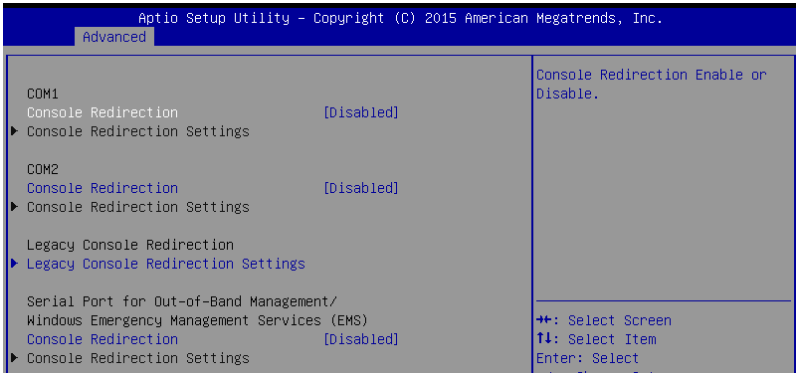 Aptio Setup Utility – Copyright (C) 2015 American Megatrends, Inc.
Advanced
COM1
Console Redirection [Disabled]
▶ Console Redirection Settings
COM2
Console Redirection [Disabled]
▶ Console Redirection Settings
Legacy Console Redirection
▶ Legacy Console Redirection Settings
Serial Port for Out-of-Band Management/
Windows Emergency Management Services (EMS)
Console Redirection [Disabled]
▶ Console Redirection Settings
Console Redirection Enable or
Disable.
→←: Select Screen
↑↓: Select Item
Enter: Select